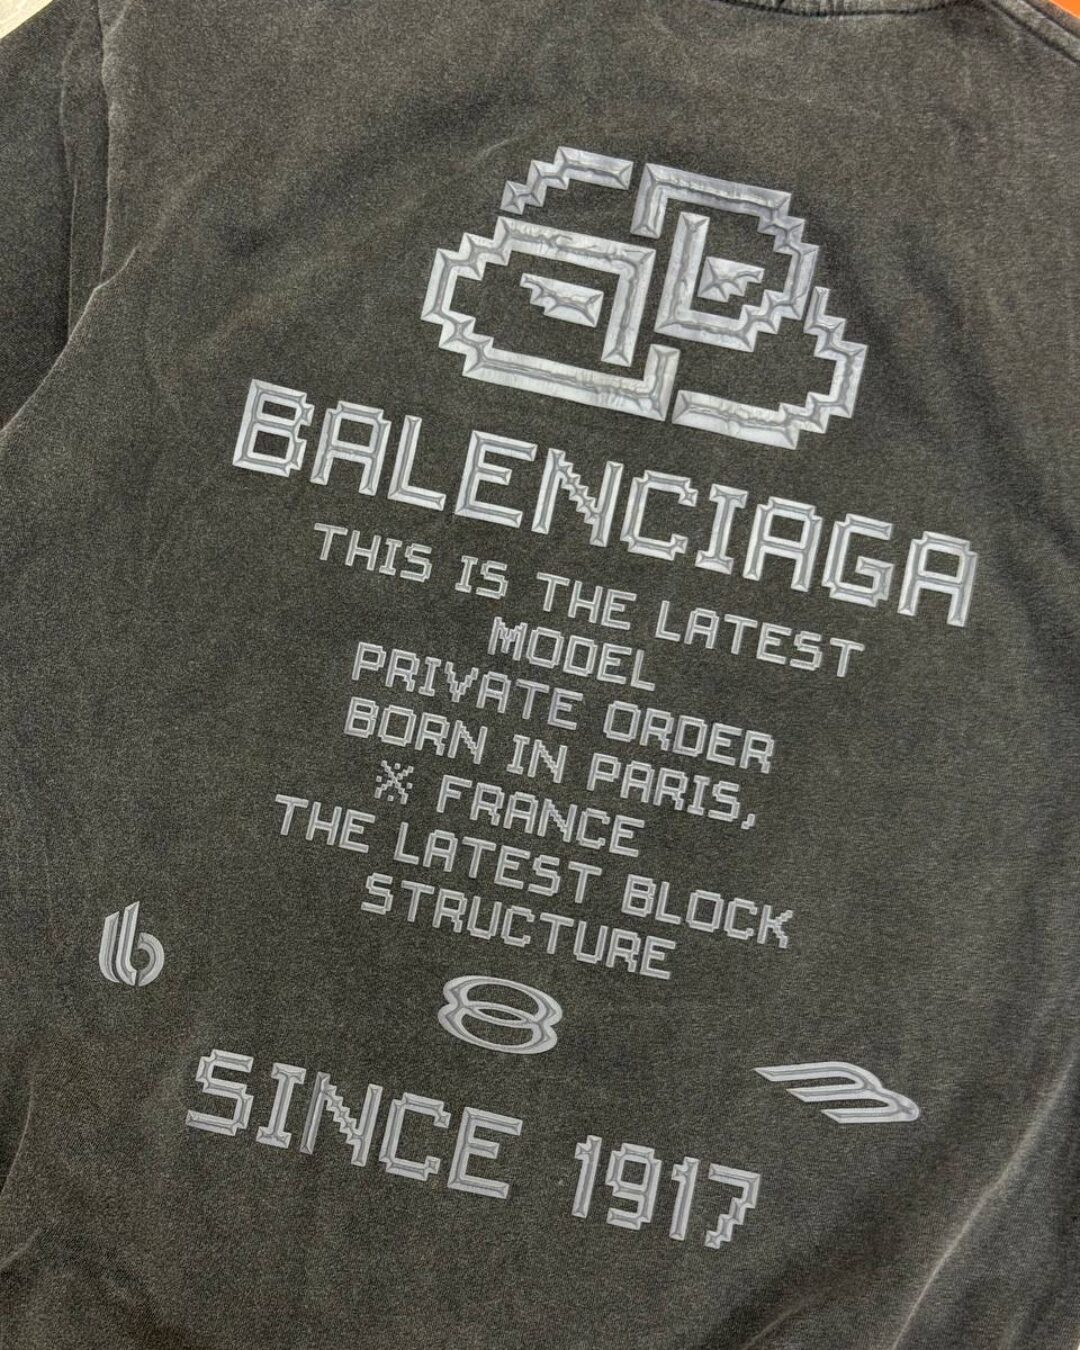 BALENCIAGA
THIS IS THE LATEST
MODEL
PRIVATE ORDER
BORN IN PARIS,
※ FRANCE
THE LATEST BLOCK
STRUCTURE
SINCE 1917